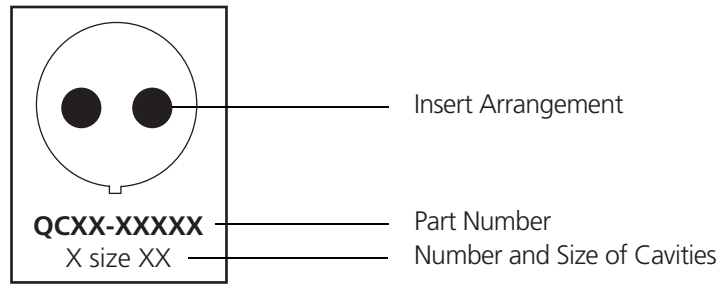 Insert Arrangement
QCXX-XXXXX
Part Number
X size XX
Number and Size of Cavities